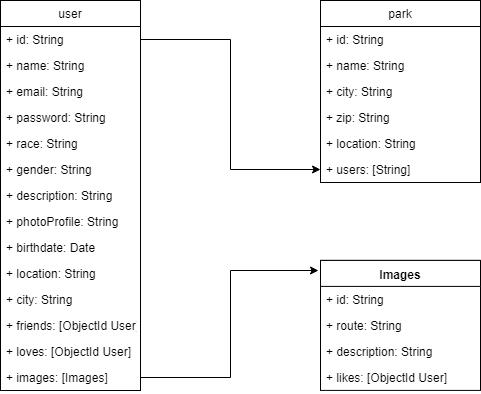 user
+ id: String
+ name: String
+ email: String
+ password: String
+ race: String
+ gender: String
+ description: String
+ photoProfile: String
+ birthdate: Date
+ location: String
+ city: String
+ friends: [ObjectId User
+ loves: [ObjectId User]
+ images: [Images]
park
+ id: String
+ name: String
+ city: String
+ zip: String
+ location: String
+ users: [String]
Images
+ id: String
+ route: String
+ description: String
+ likes: [ObjectId User]